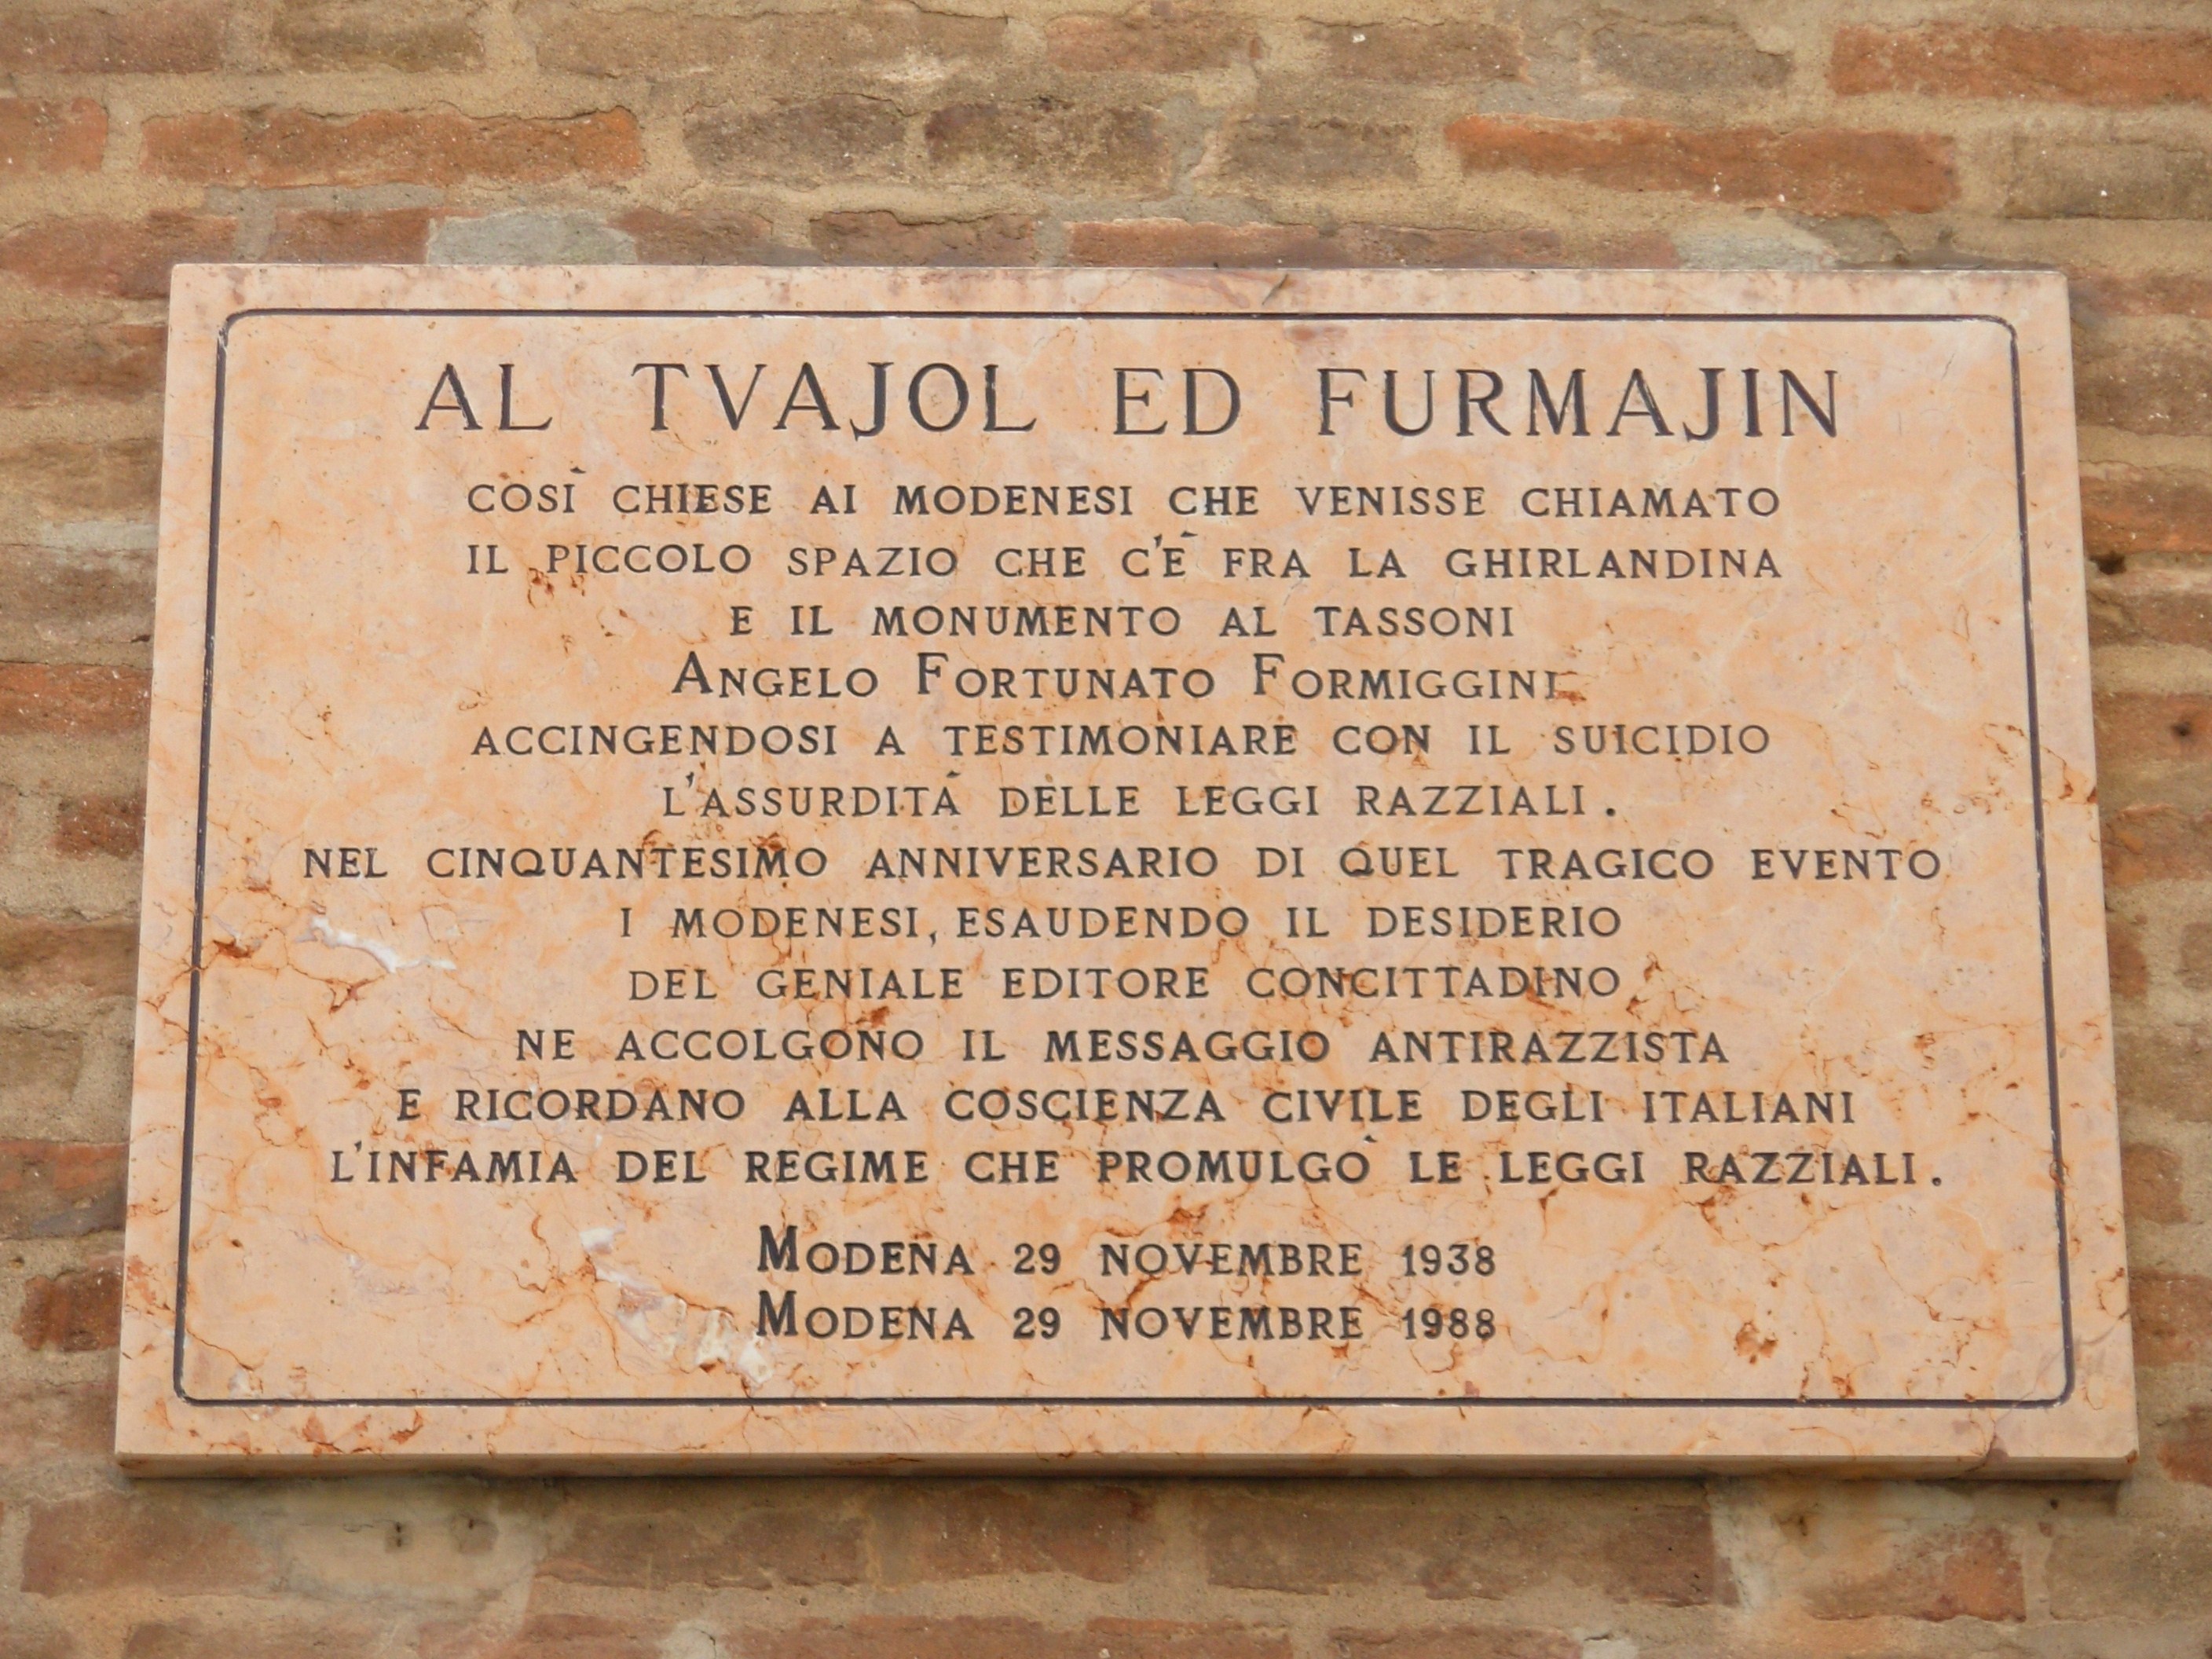 AL TVAJOL ED FURMAJIN
COSÌ CHIESE AI MODENESI CHE VENISSE CHIAMATO
IL PICCOLO SPAZIO CHE C'È FRA LA GHIRLANDINA
E IL MONUMENTO AL TASSONI
ANGELO FORTUNATO FORMIGGINI
ACCINGENDOSI A TESTIMONIARE CON IL SUICIDIO
L'ASSURDITÀ DELLE LEGGI RAZZIALI.
NEL CINQUANTESIMO ANNIVERSARIO DI QUEL TRAGICO EVENTO
I MODENESI, ESAUDENDO IL DESIDERIO
DEL GENIALE EDITORE CONCITTADINO
NE ACCOLGONO IL MESSAGGIO ANTIRAZZISTA
E RICORDANO ALLA COSCIENZA CIVILE DEGLI ITALIANI
L'INFAMIA DEL REGIME CHE PROMULGÒ LE LEGGI RAZZIALI.
MODENA 29 NOVEMBRE 1938
MODENA 29 NOVEMBRE 1988